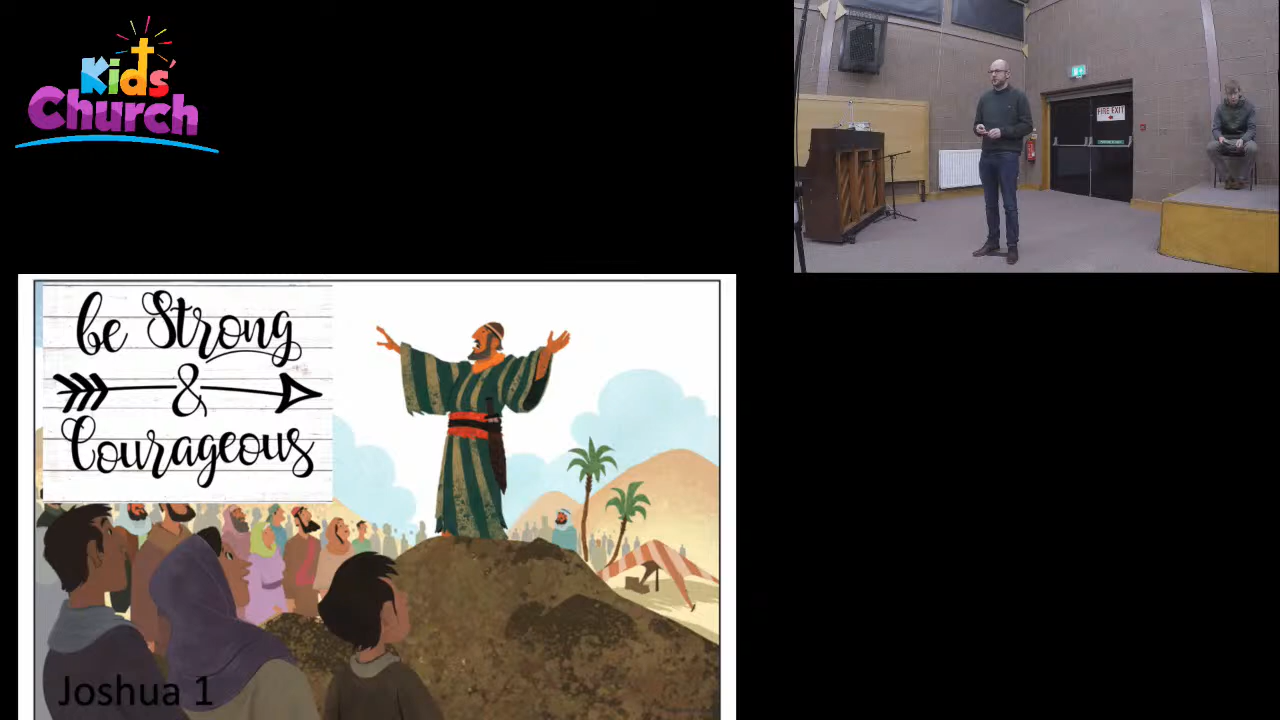 Kids'
Church
FIRE EXIT
be Strong
&
Courageous
Joshua 1